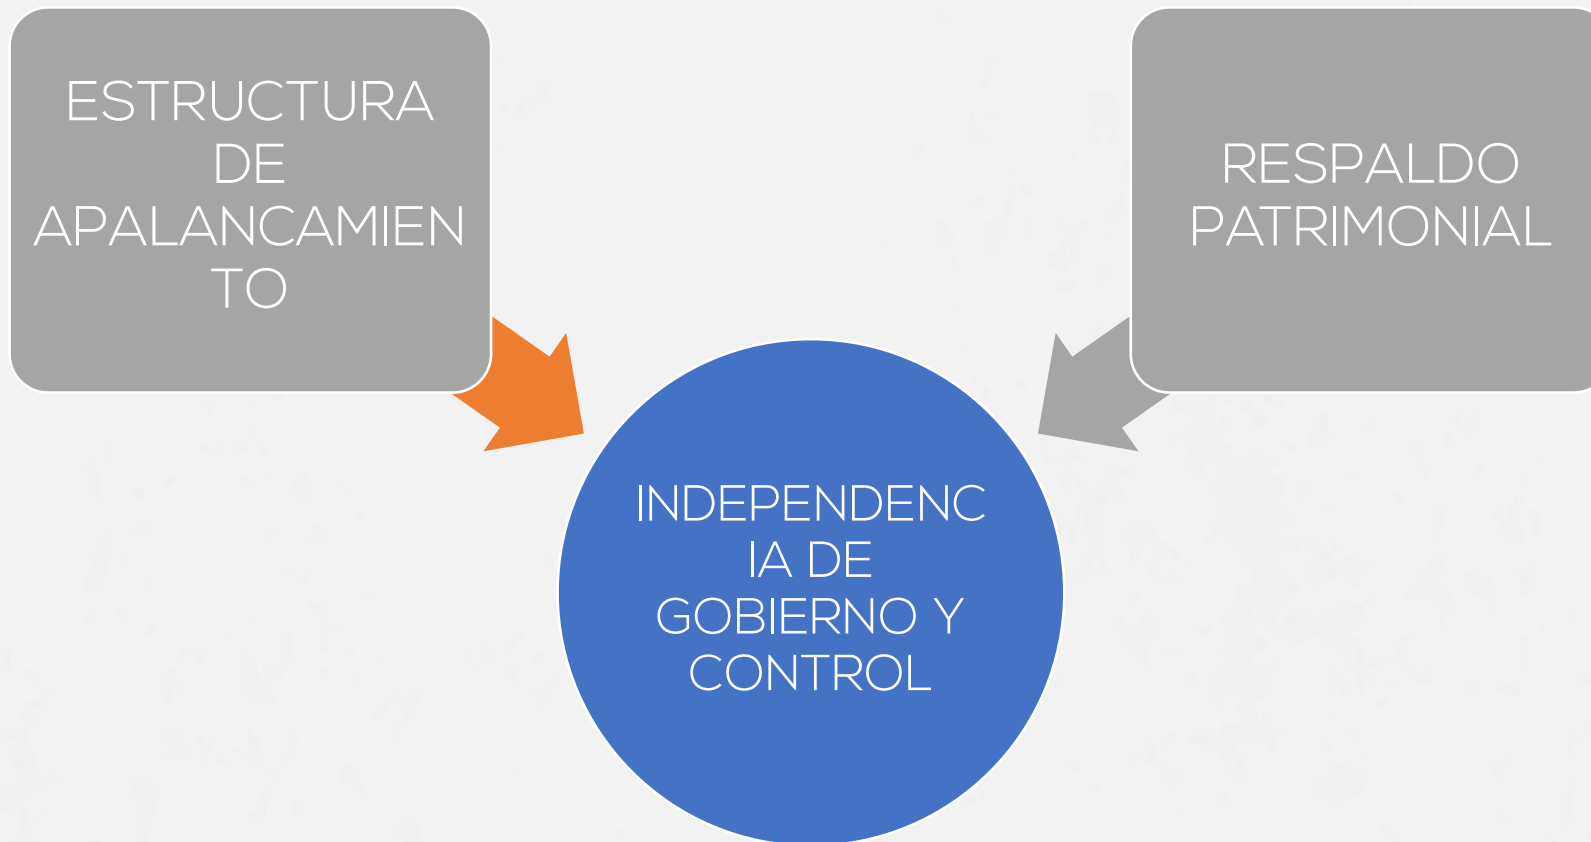 ESTRUCTURA
DE
APALANCAMIEN
TO
RESPALDO
PATRIMONIAL
INDEPENDENC
IA DE
GOBIERNO Y
CONTROL